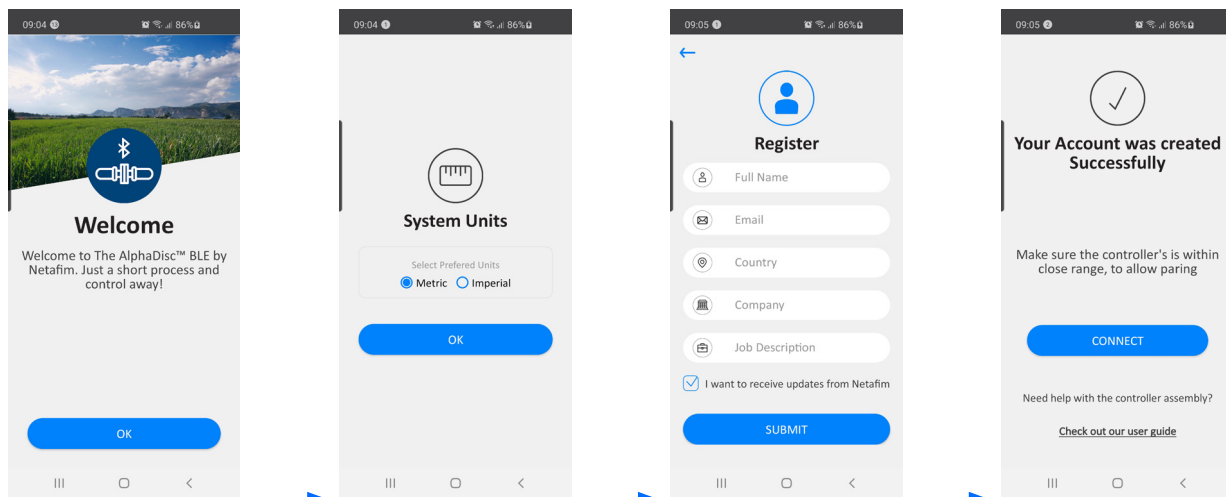 09:04
86%
Welcome
Welcome to The AlphaDisc™ BLE by
Netafim. Just a short process and
control away!
OK
09:04 1
86%
System Units
Select Prefered Units
Metric Imperial
OK
09:05
86%
Register
Full Name
Email
Country
Company
Job Description
I want to receive updates from Netafim
SUBMIT
09:05 2
86%
Your Account was created
Successfully
Make sure the controller's is within
close range, to allow paring
CONNECT
Need help with the controller assembly?
Check out our user guide